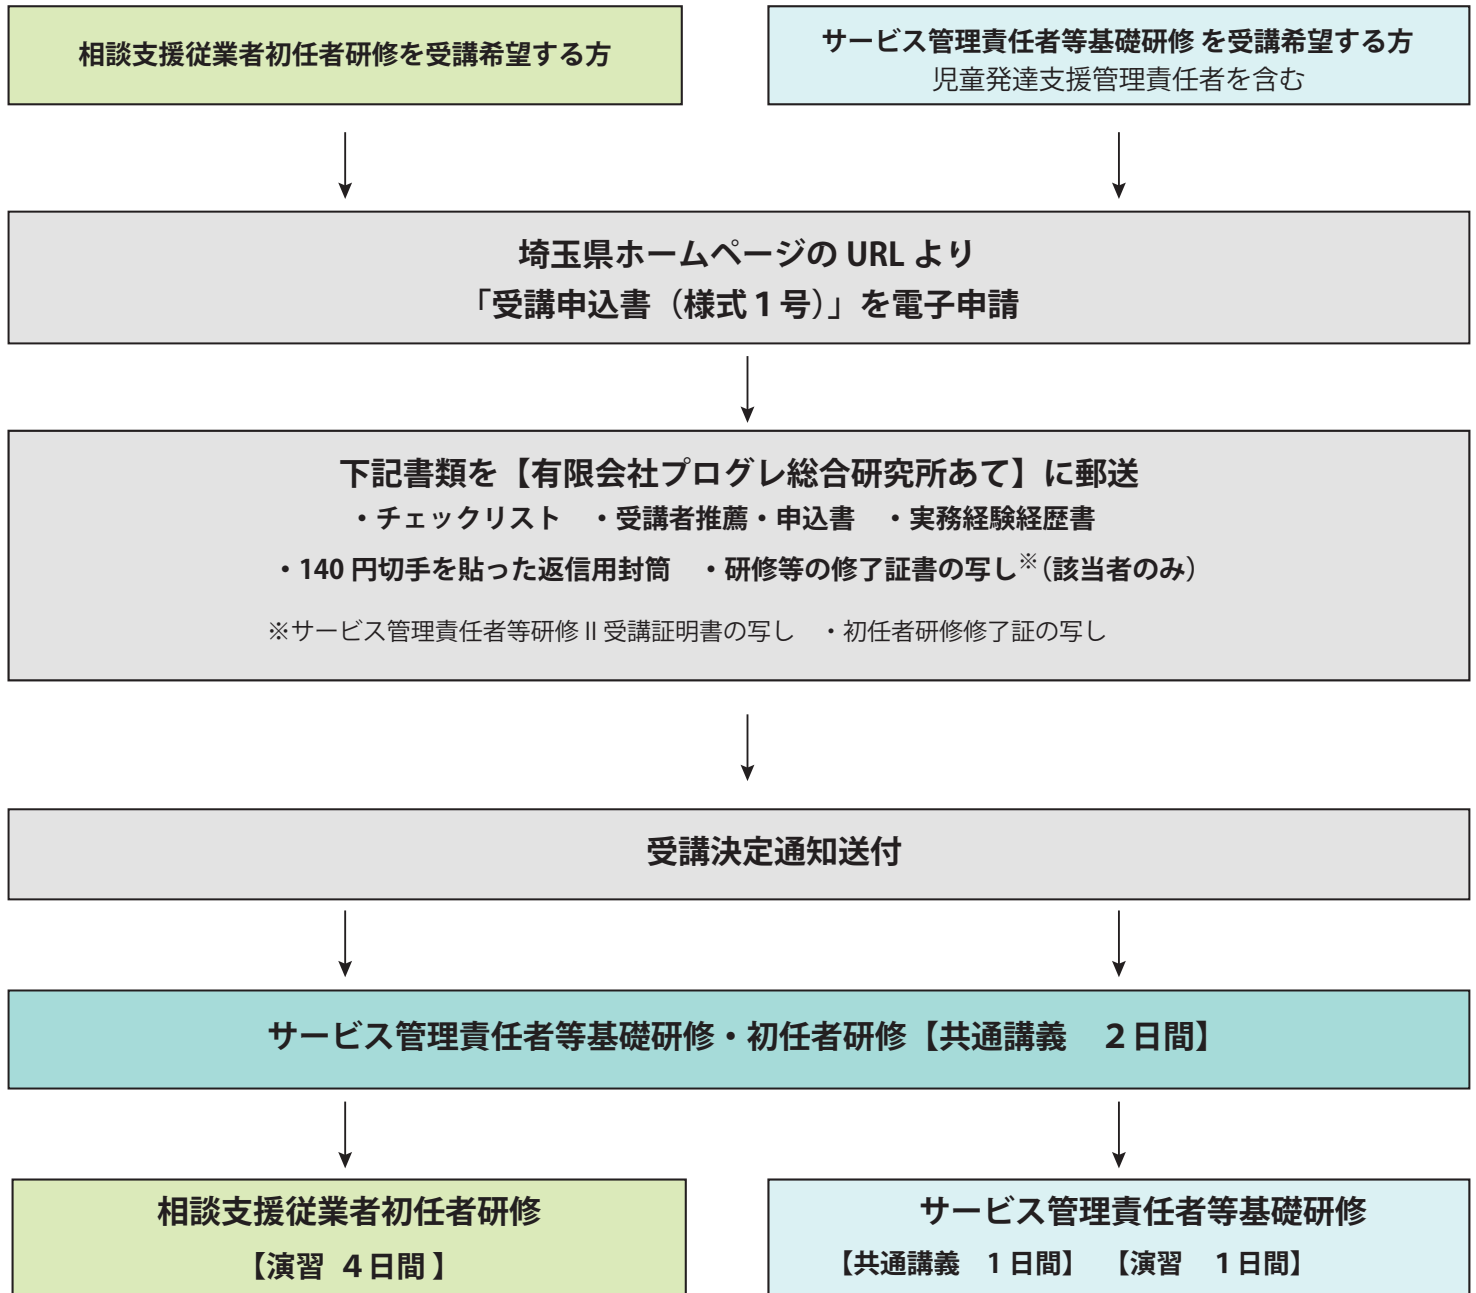 相談支援従業者初任者研修を受講希望する方
サービス管理責任者等基礎研修 を受講希望する方
児童発達支援管理責任者を含む
埼玉県ホームページの URL より
「受講申込書（様式１号）」を電子申請
下記書類を【有限会社プログレ総合研究所あて】に郵送
・チェックリスト　・受講者推薦・申込書　・実務経験経歴書
・140 円切手を貼った返信用封筒　・研修等の修了証書の写し※（該当者のみ）
※サービス管理責任者等研修Ⅱ受講証明書の写し　・初任者研修修了証の写し
受講決定通知送付
サービス管理責任者等基礎研修・初任者研修【共通講義　２日間】
相談支援従業者初任者研修
【演習 ４日間 】
サービス管理責任者等基礎研修
【共通講義　１日間】　【演習　１日間】